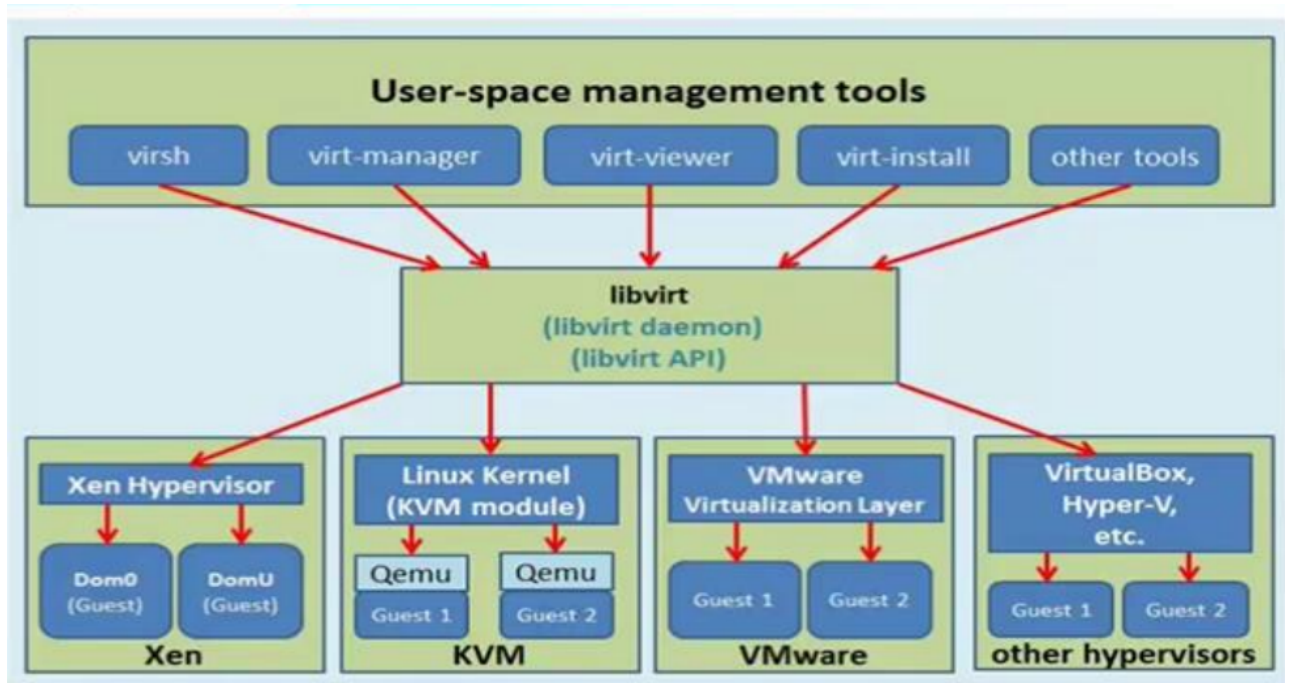 User-space management tools
virsh
virt-manager
virt-viewer
virt-install
other tools
libvirt
(libvirt daemon)
(libvirt API)
Xen Hypervisor
Dom0
(Guest)
DomU
(Guest)
Xen
Linux Kernel
(KVM module)
Qemu
Guest 1
Qemu
Guest 2
KVM
VMware
Virtualization Layer
Guest 1
Guest 2
VMware
VirtualBox,
Hyper-V,
etc.
Guest 1
Guest 2
other hypervisors